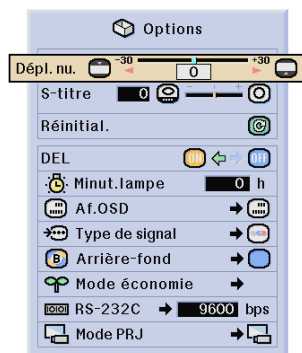 Options
Dépl. nu. -30 0 +30
S-titre 0
Réinitial.
DEL ON OFF
Minut.lampe 0 h
Af.OSD
Type de signal
B Arrière-fond
Mode économie
RS-232C 9600 bps
Mode PRJ